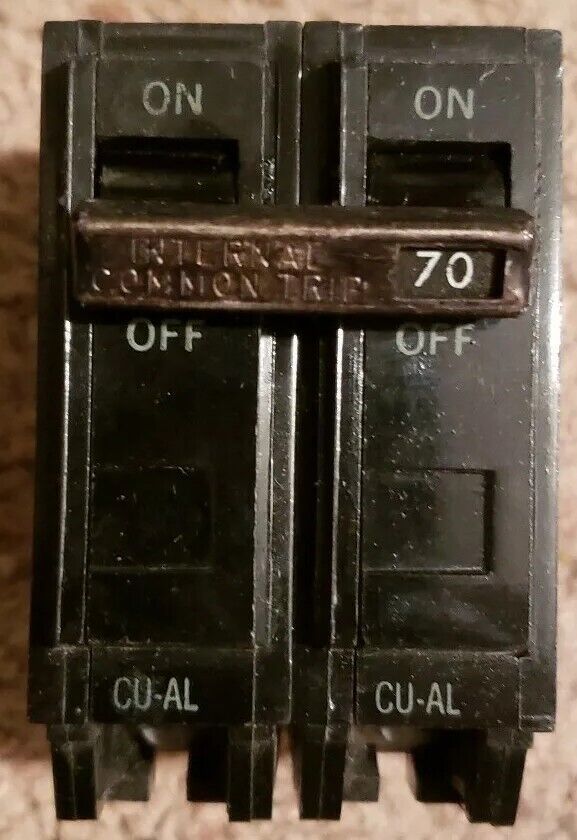 ON ON
INTERNAL
COMMON TRIP 70
OFF OFF
CU-AL CU-AL